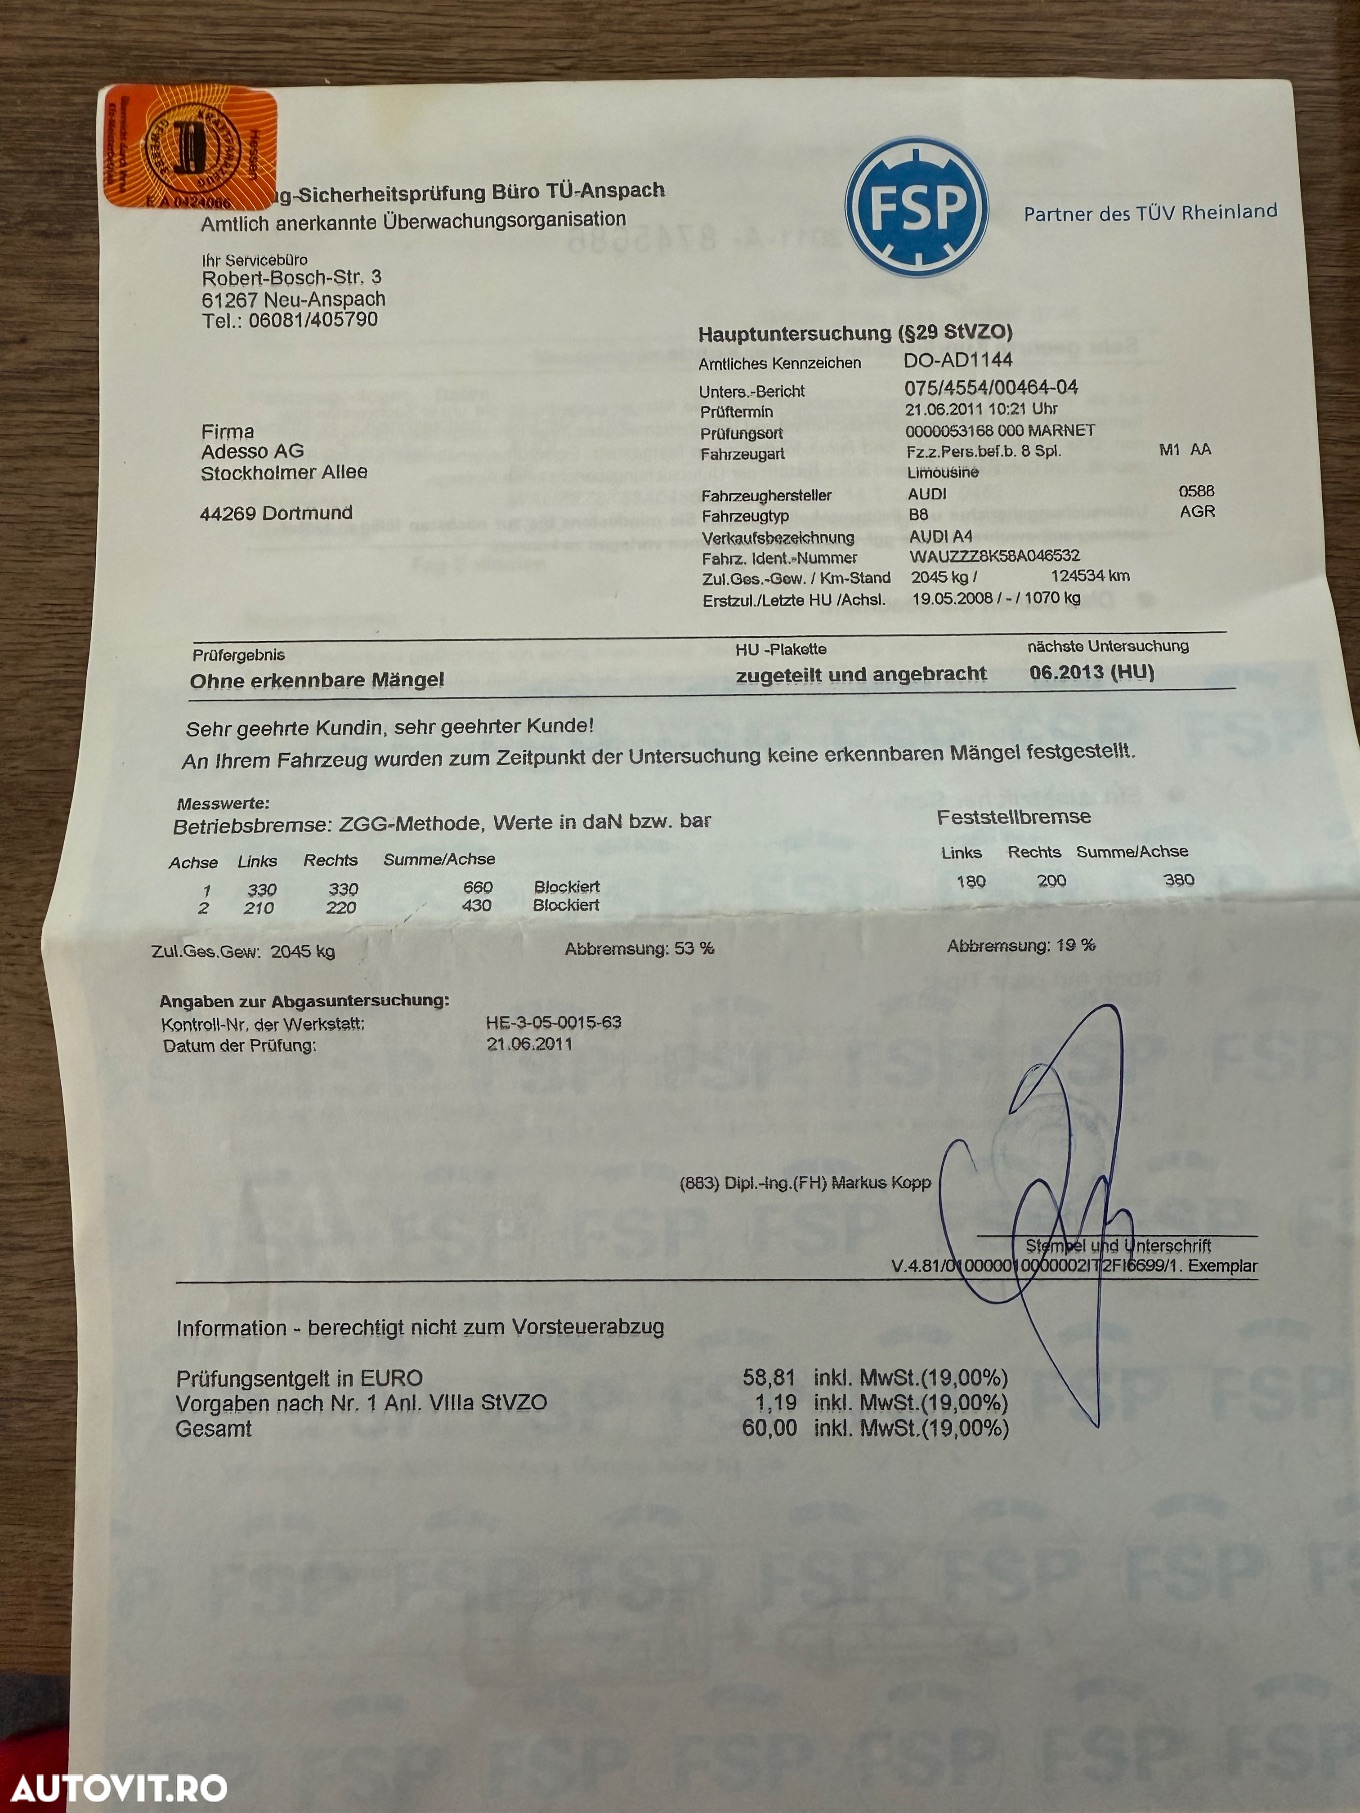 Hessen
E A 0424066
ug-Sicherheitsprüfung Büro TÜ-Anspach
Amtlich anerkannte Überwachungsorganisation
FSP
Partner des TÜV Rheinland
Ihr Servicebüro
Robert-Bosch-Str. 3
61267 Neu-Anspach
Tel.: 06081/405790
Hauptuntersuchung (§29 StVZO)
Amtliches Kennzeichen DO-AD1144
Unters.-Bericht 075/4554/00464-04
Prüftermin 21.06.2011 10:21 Uhr
Prüfungsort 0000053168 000 MARNET
Fahrzeugart Fz.z.Pers.bef.b. 8 Spl. M1 AA
Limousine
Fahrzeughersteller AUDI 0588
Fahrzeugtyp B8 AGR
Verkaufsbezeichnung AUDI A4
Fahrz. Ident.-Nummer WAUZZZ8K58A046532
Zul.Ges.-Gew. / Km-Stand 2045 kg / 124534 km
Erstzul./Letzte HU /Achsl. 19.05.2008 / - / 1070 kg
Firma
Adesso AG
Stockholmer Allee
44269 Dortmund
Prüfergebnis HU -Plakette nächste Untersuchung
Ohne erkennbare Mängel zugeteilt und angebracht 06.2013 (HU)
Sehr geehrte Kundin, sehr geehrter Kunde!
An Ihrem Fahrzeug wurden zum Zeitpunkt der Untersuchung keine erkennbaren Mängel festgestellt.
Messwerte:
Betriebsbremse: ZGG-Methode, Werte in daN bzw. bar Feststellbremse
Achse Links Rechts Summe/Achse Links Rechts Summe/Achse
1 330 330 660 Blockiert 180 200 380
2 210 220 430 Blockiert
Zul.Ges.Gew: 2045 kg Abbremsung: 53 % Abbremsung: 19 %
Angaben zur Abgasuntersuchung:
Kontroll-Nr. der Werkstatt: HE-3-05-0015-63
Datum der Prüfung: 21.06.2011
(883) Dipl.-Ing.(FH) Markus Kopp
Stempel und Unterschrift
V.4.81/010000010000002IT2FI6699/1. Exemplar
Information - berechtigt nicht zum Vorsteuerabzug
Prüfungsentgelt in EURO 58,81 inkl. MwSt.(19,00%)
Vorgaben nach Nr. 1 Anl. VIIIa StVZO 1,19 inkl. MwSt.(19,00%)
Gesamt 60,00 inkl. MwSt.(19,00%)
AUTOVIT.RO